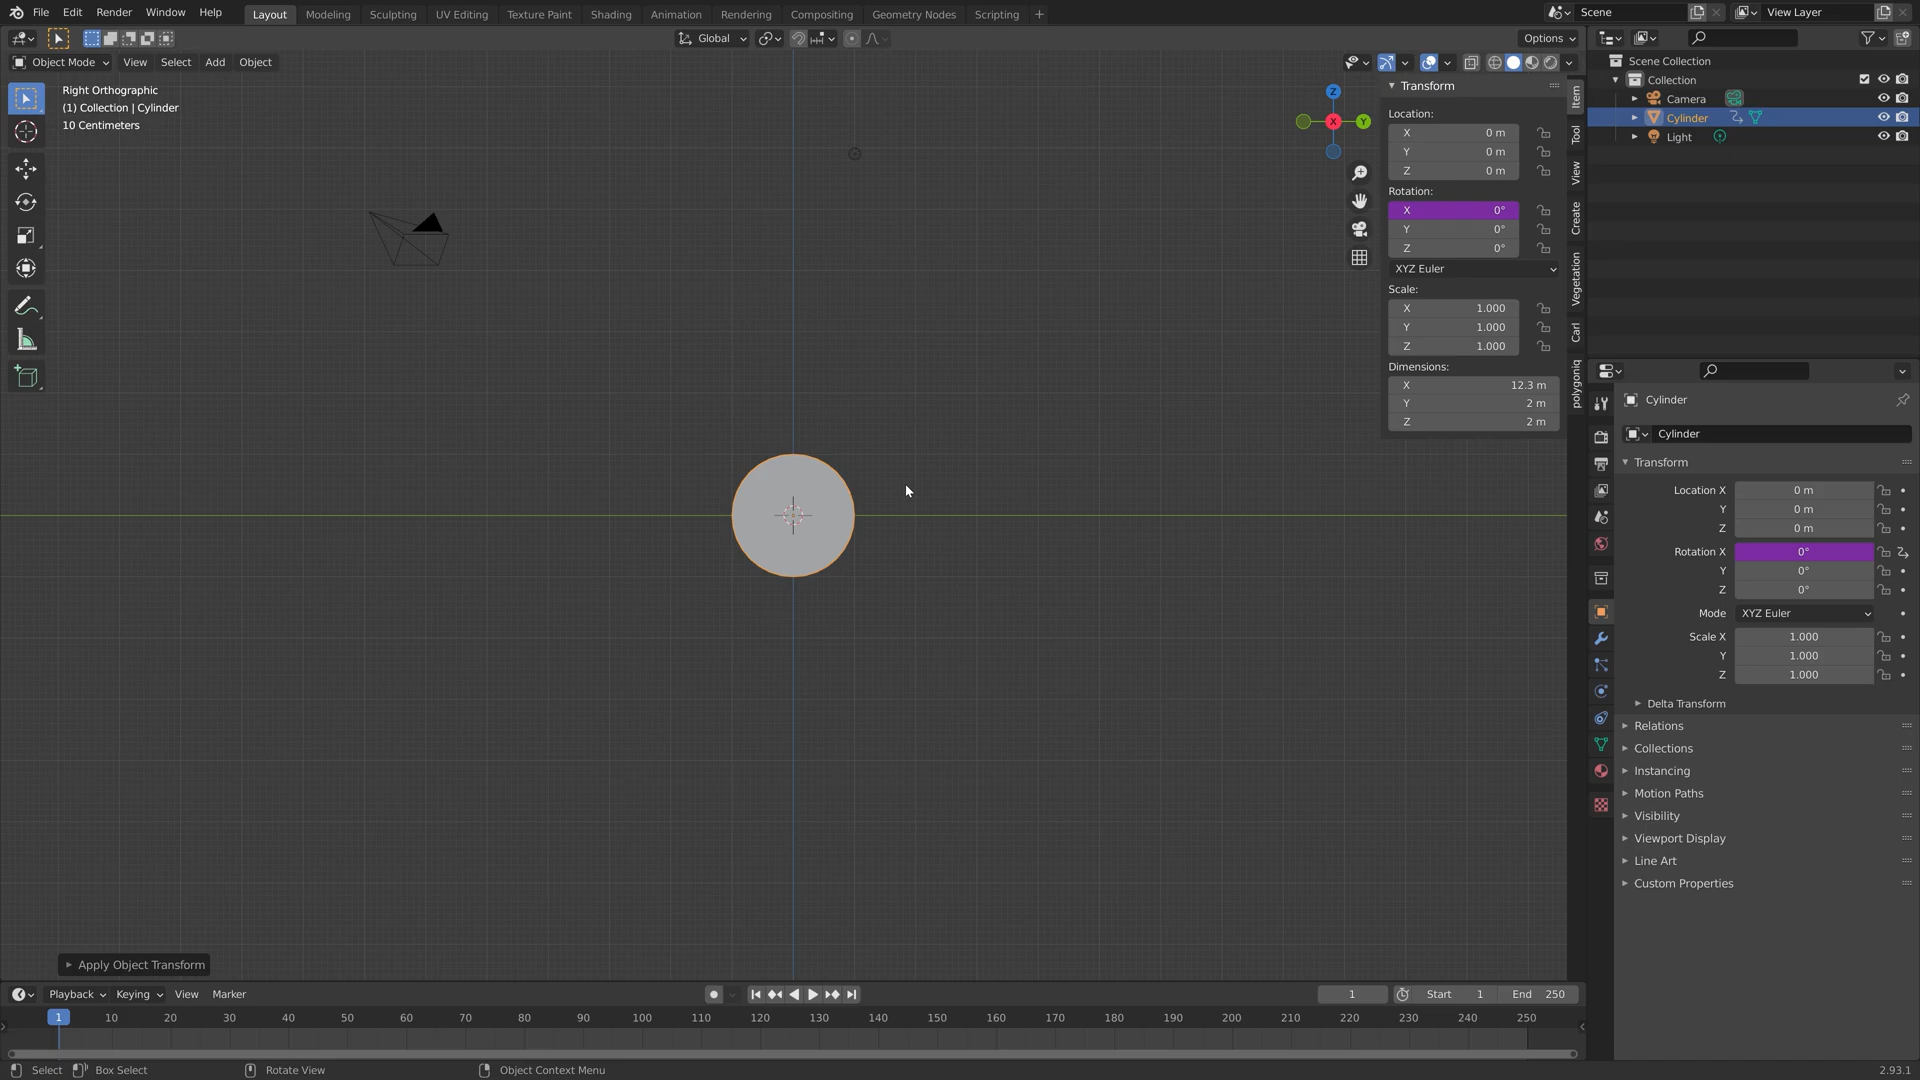 File Edit Render Window Help Layout Modeling Sculpting UV Editing Texture Paint Shading Animation Rendering Compositing Geometry Nodes Scripting + Scene View Layer
Global Options
Object Mode View Select Add Object
Right Orthographic
(1) Collection | Cylinder
10 Centimeters
Z
X
Y
Transform
Location:
X 0 m
Y 0 m
Z 0 m
Rotation:
X 0°
Y 0°
Z 0°
XYZ Euler
Scale:
X 1.000
Y 1.000
Z 1.000
Dimensions:
X 12.3 m
Y 2 m
Z 2 m
Item
Tool
View
Create
Vegetation
Carl
polygoniq
Scene Collection
Collection
Camera
Cylinder
Light
Cylinder
Cylinder
Transform
Location X 0 m
Y 0 m
Z 0 m
Rotation X 0°
Y 0°
Z 0°
Mode XYZ Euler
Scale X 1.000
Y 1.000
Z 1.000
Delta Transform
Relations
Collections
Instancing
Motion Paths
Visibility
Viewport Display
Line Art
Custom Properties
Apply Object Transform
Playback Keying View Marker 1 Start 1 End 250
1 10 20 30 40 50 60 70 80 90 100 110 120 130 140 150 160 170 180 190 200 210 220 230 240 250
Select Box Select Rotate View Object Context Menu 2.93.1